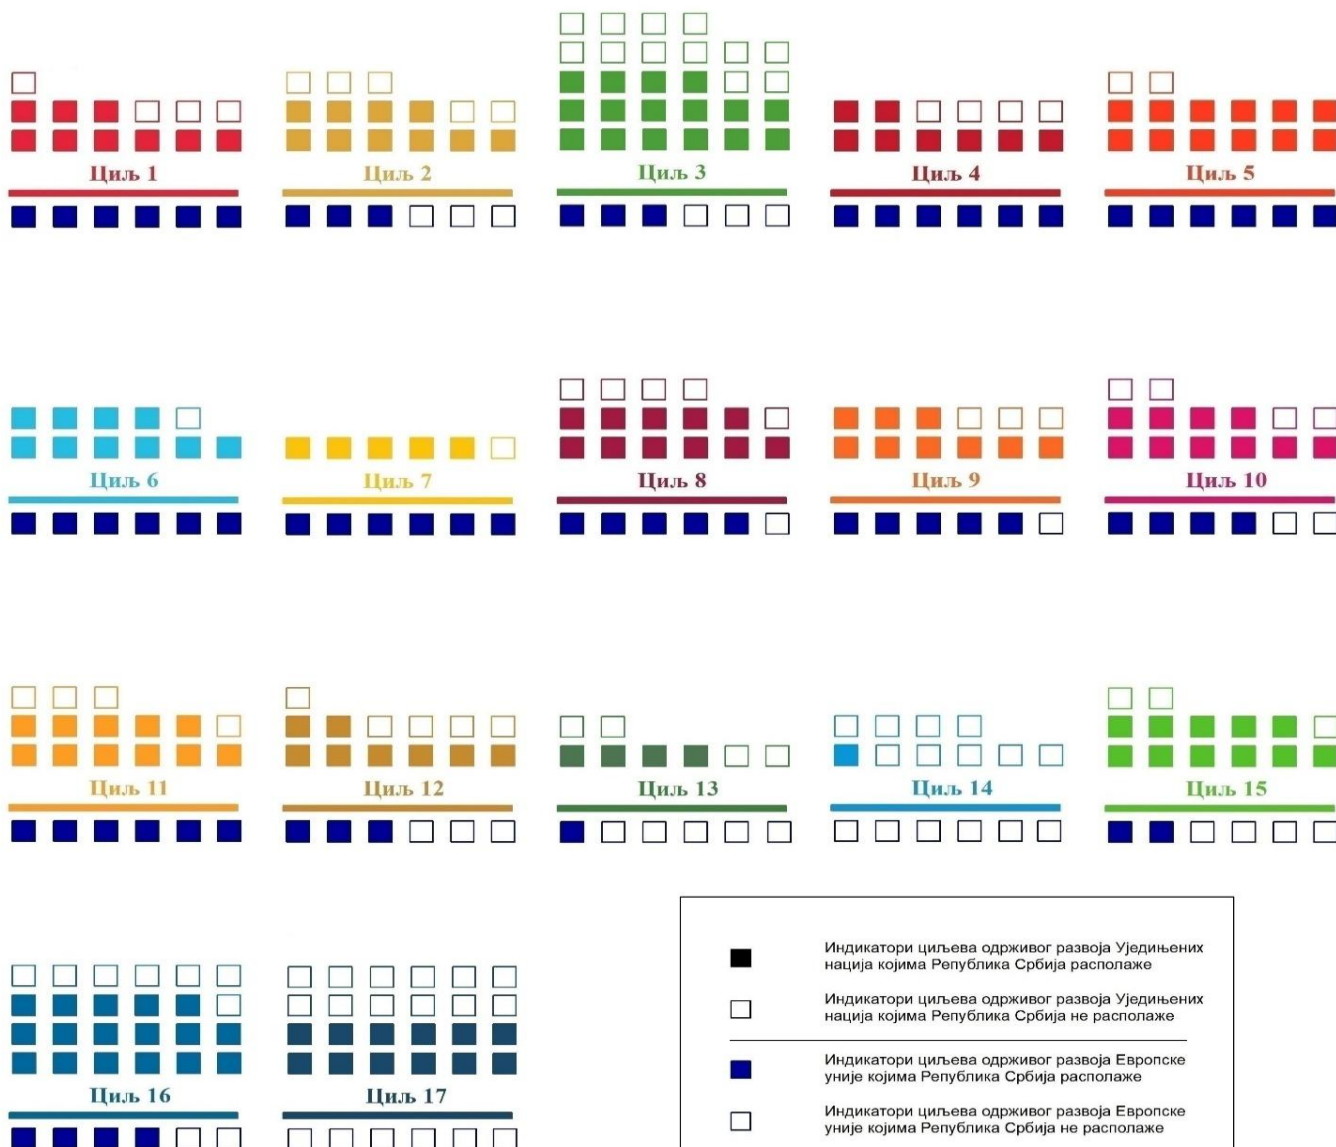 Циљ 1
Циљ 2
Циљ 3
Циљ 4
Циљ 5
Циљ 6
Циљ 7
Циљ 8
Циљ 9
Циљ 10
Циљ 11
Циљ 12
Циљ 13
Циљ 14
Циљ 15
Циљ 16
Циљ 17
Индикатори циљева одрживог развоја Уједињених
нација којима Република Србија располаже
Индикатори циљева одрживог развоја Уједињених
нација којима Република Србија не располаже
Индикатори циљева одрживог развоја Европске
уније којима Република Србија располаже
Индикатори циљева одрживог развоја Европске
уније којима Република Србија не располаже